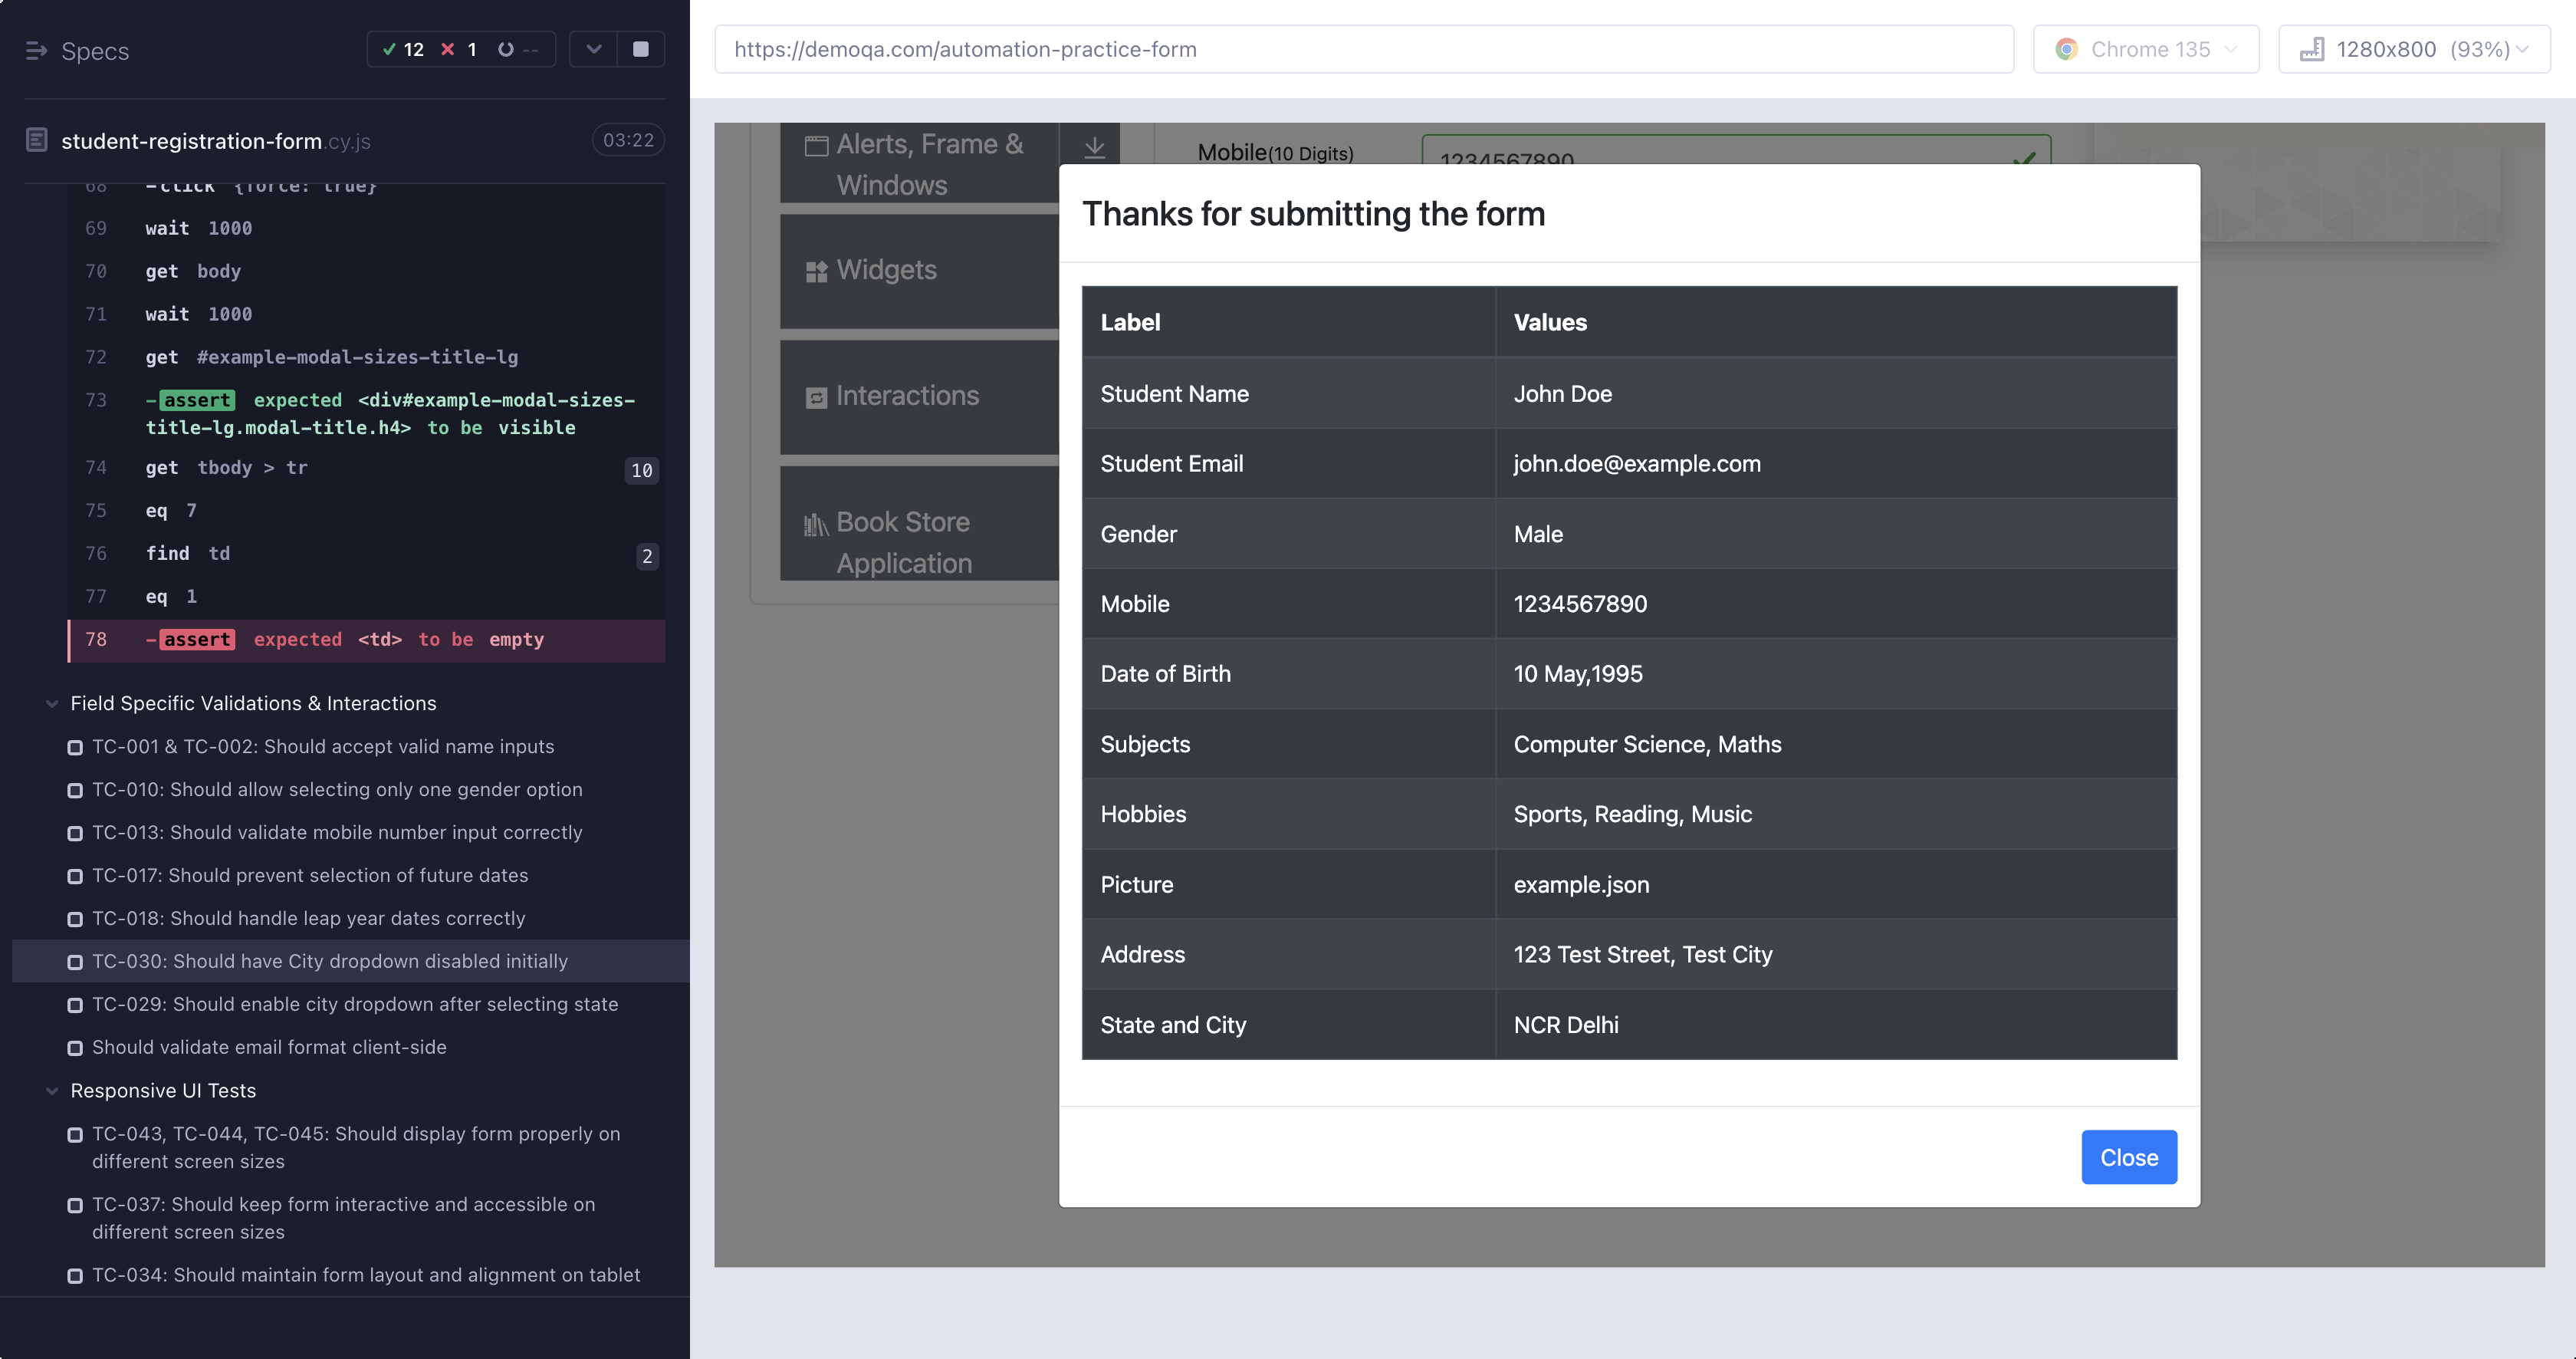 Specs
12 1 --
student-registration-form.cy.js 03:22
68 -click {force: true}
69 wait 1000
70 get body
71 wait 1000
72 get #example-modal-sizes-title-lg
73 -assert expected <div#example-modal-sizes-
title-lg.modal-title.h4> to be visible
74 get tbody > tr 10
75 eq 7
76 find td 2
77 eq 1
78 -assert expected <td> to be empty
Field Specific Validations & Interactions
TC-001 & TC-002: Should accept valid name inputs
TC-010: Should allow selecting only one gender option
TC-013: Should validate mobile number input correctly
TC-017: Should prevent selection of future dates
TC-018: Should handle leap year dates correctly
TC-030: Should have City dropdown disabled initially
TC-029: Should enable city dropdown after selecting state
Should validate email format client-side
Responsive UI Tests
TC-043, TC-044, TC-045: Should display form properly on
different screen sizes
TC-037: Should keep form interactive and accessible on
different screen sizes
TC-034: Should maintain form layout and alignment on tablet
https://demoqa.com/automation-practice-form
Chrome 135
1280x800 (93%)
Alerts, Frame &
Windows
Widgets
Interactions
Book Store
Application
Mobile(10 Digits)
1234567890
Thanks for submitting the form
Label Values
Student Name John Doe
Student Email john.doe@example.com
Gender Male
Mobile 1234567890
Date of Birth 10 May,1995
Subjects Computer Science, Maths
Hobbies Sports, Reading, Music
Picture example.json
Address 123 Test Street, Test City
State and City NCR Delhi
Close